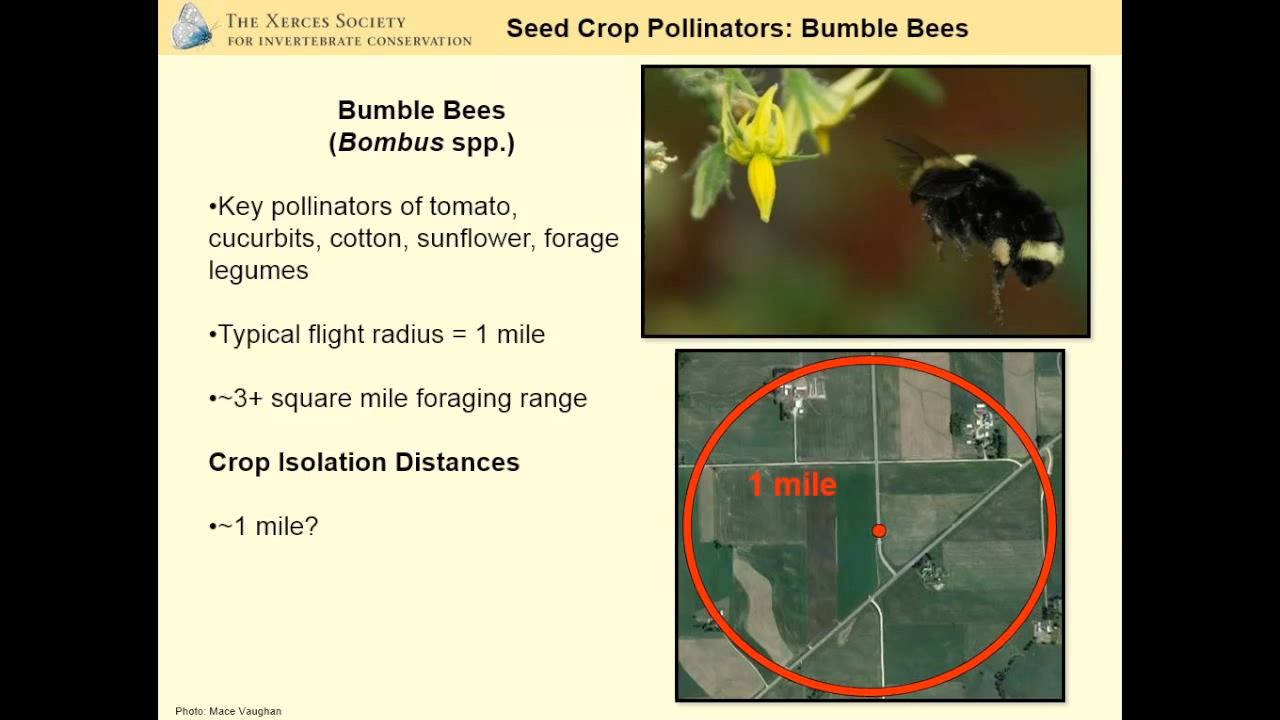 THE XERCES SOCIETY
FOR INVERTEBRATE CONSERVATION
Seed Crop Pollinators: Bumble Bees
Bumble Bees
(Bombus spp.)
•Key pollinators of tomato,
cucurbits, cotton, sunflower, forage
legumes
•Typical flight radius = 1 mile
•~3+ square mile foraging range
Crop Isolation Distances
•~1 mile?
1 mile
Photo: Mace Vaughan